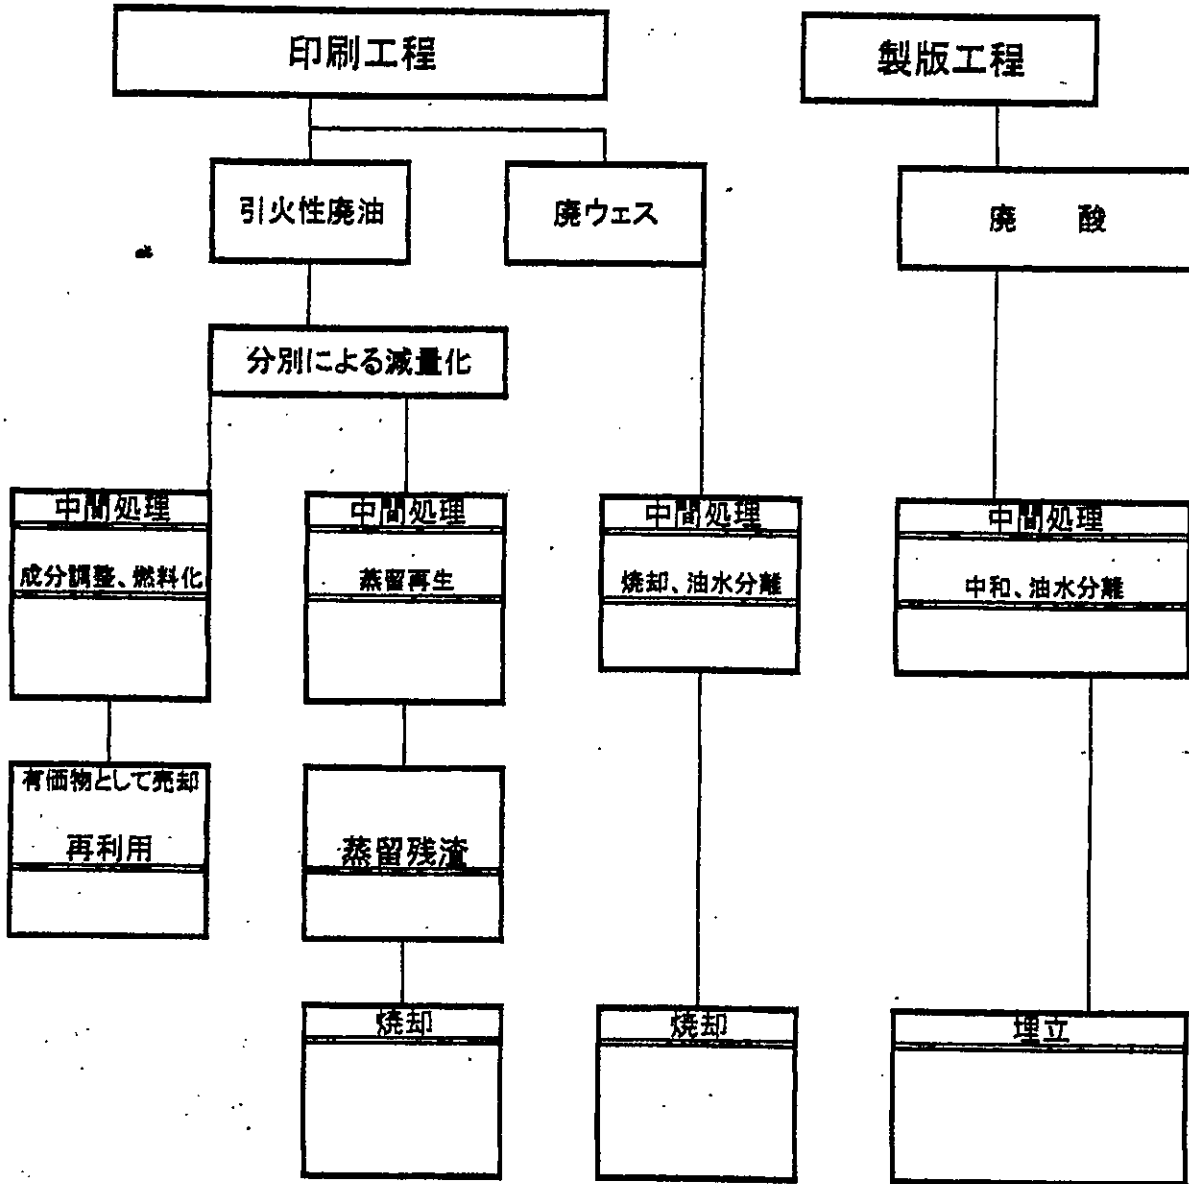 印刷工程
製版工程
引火性廃油
廃ウェス
廃 酸
分別による減量化
中間処理
中間処理
中間処理
中間処理
成分調整、燃料化
蒸留再生
焼却、油水分離
中和、油水分離
有価物として売却
再利用
蒸留残渣
焼却
焼却
埋立